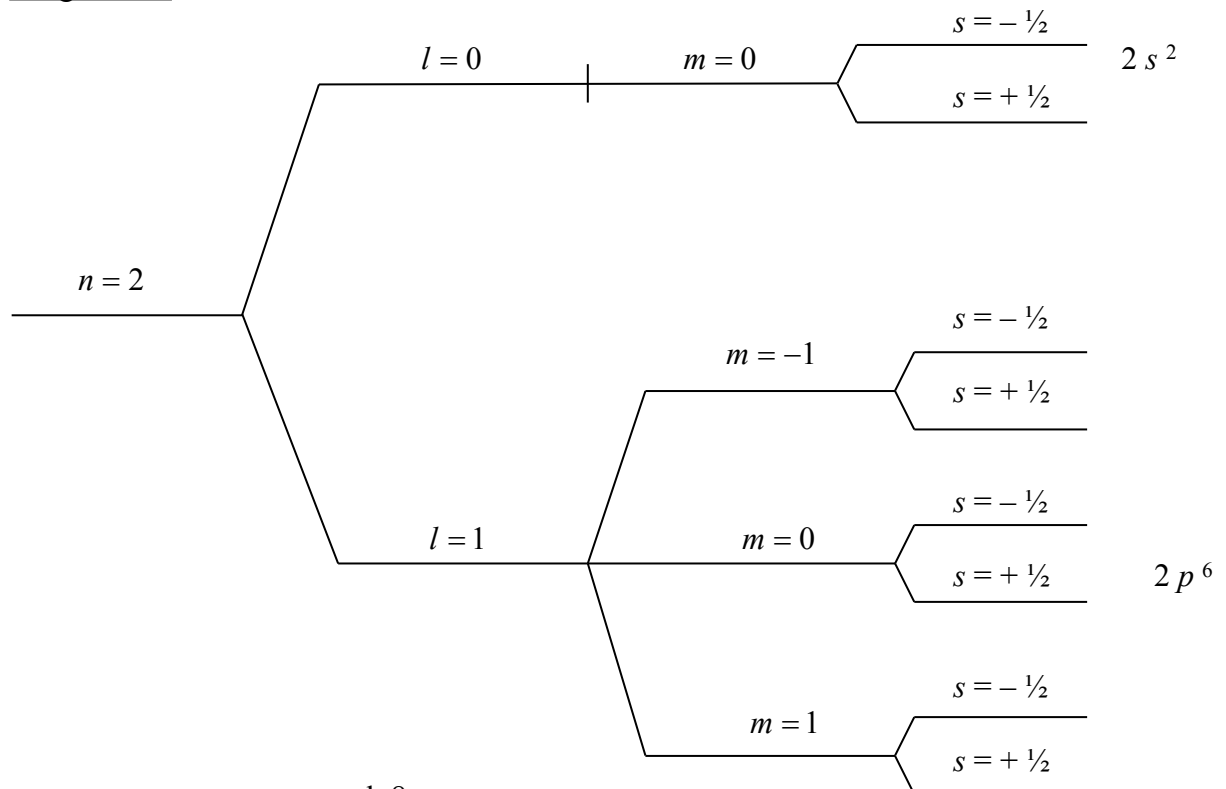 s = – ½
l = 0
m = 0
2 s ²
s = + ½
n = 2
s = – ½
m = –1
s = + ½
s = – ½
l = 1
m = 0
s = + ½
2 p ⁶
s = – ½
m = 1
s = + ½